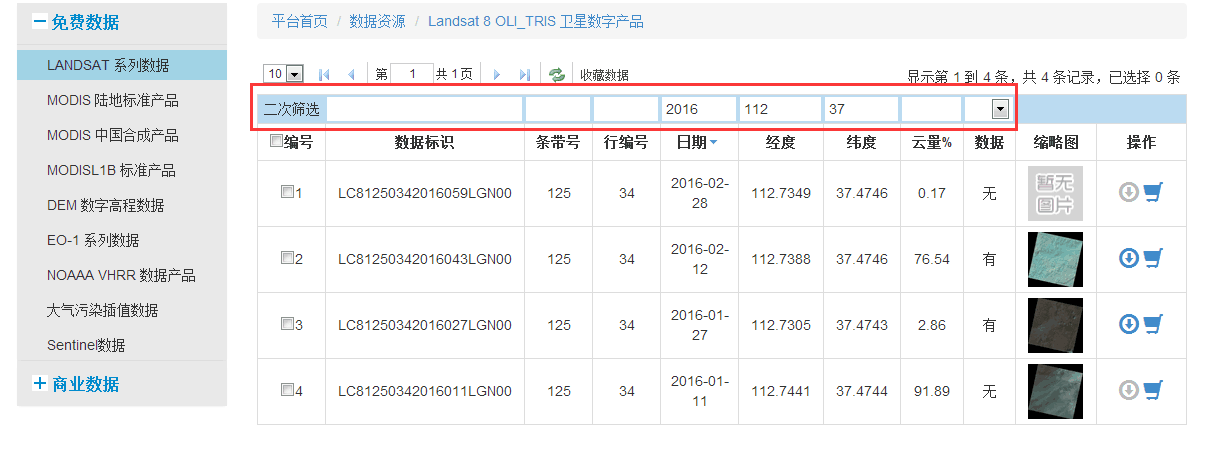 免费数据
LANDSAT 系列数据
MODIS 陆地标准产品
MODIS 中国合成产品
MODISL1B 标准产品
DEM 数字高程数据
EO-1 系列数据
NOAAA VHRR 数据产品
大气污染插值数据
Sentinel数据
商业数据
平台首页 / 数据资源 / Landsat 8 OLI_TRIS 卫星数字产品
10 第 1 共 1 页 收藏数据 显示第 1 到 4 条，共 4 条记录，已选择 0 条
二次筛选 2016 112 37
编号 数据标识 条带号 行编号 日期 经度 纬度 云量% 数据 缩略图 操作
1 LC81250342016059LGN00 125 34 2016-02-28 112.7349 37.4746 0.17 无 暂无图片
2 LC81250342016043LGN00 125 34 2016-02-12 112.7388 37.4746 76.54 有
3 LC81250342016027LGN00 125 34 2016-01-27 112.7305 37.4743 2.86 有
4 LC81250342016011LGN00 125 34 2016-01-11 112.7441 37.4744 91.89 无